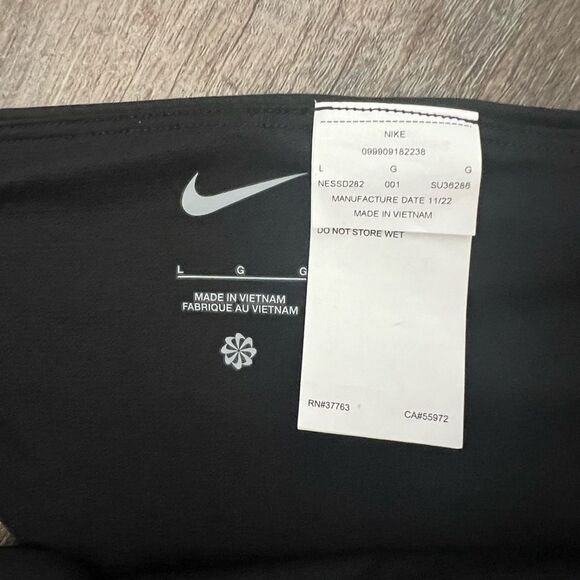 NIKE
099909182238
L G G
NESSD282 001 SU36286
MANUFACTURE DATE 11/22
MADE IN VIETNAM
DO NOT STORE WET
L G G
MADE IN VIETNAM
FABRIQUE AU VIETNAM
RN#37763 CA#55972